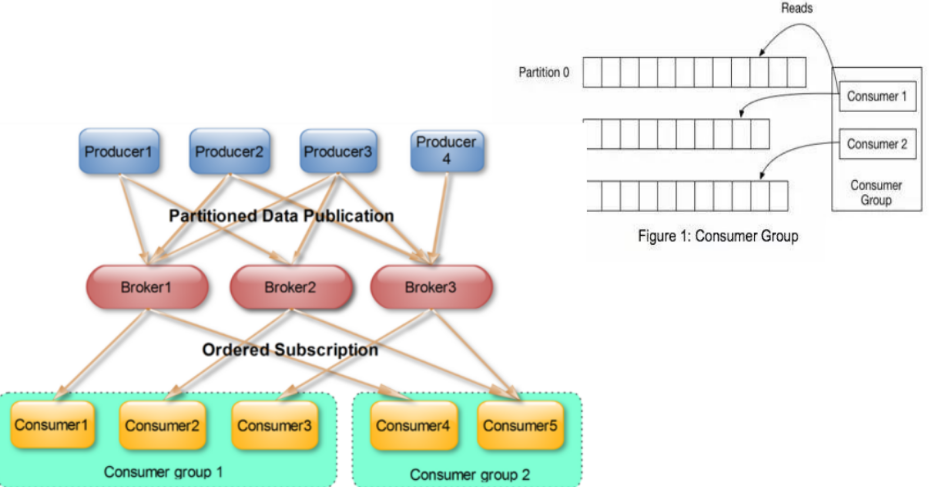 Reads
Partition 0
Consumer 1
Consumer 2
Consumer
Group
Figure 1: Consumer Group
Producer1
Producer2
Producer3
Producer
4
Partitioned Data Publication
Broker1
Broker2
Broker3
Ordered Subscription
Consumer1
Consumer2
Consumer3
Consumer4
Consumer5
Consumer group 1
Consumer group 2